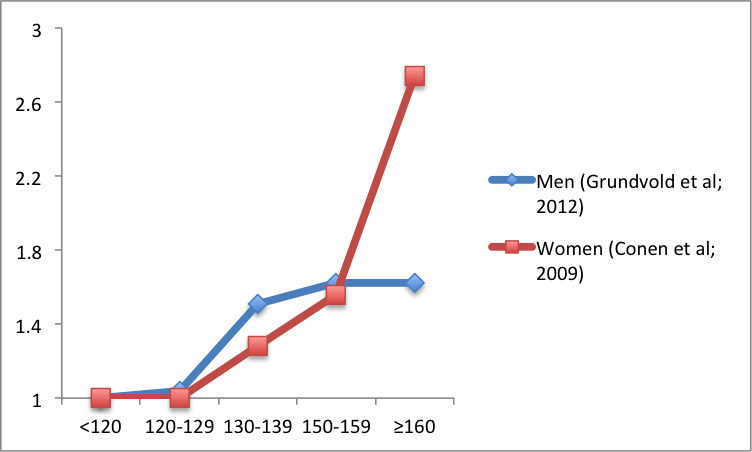 3
2.6
2.2
1.8
1.4
1
<120 120-129 130-139 150-159 ≥160
Men (Grundvold et al;
2012)
Women (Conen et al;
2009)